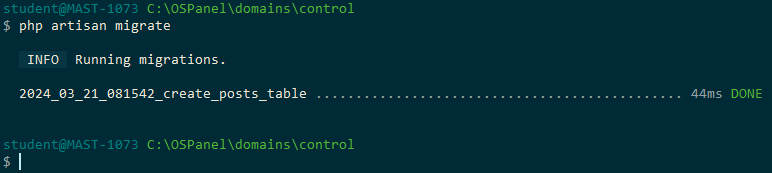 student@MAST-1073 C:\OSPanel\domains\control
$ php artisan migrate
INFO Running migrations.
2024_03_21_081542_create_posts_table .............................................. 44ms DONE
student@MAST-1073 C:\OSPanel\domains\control
$